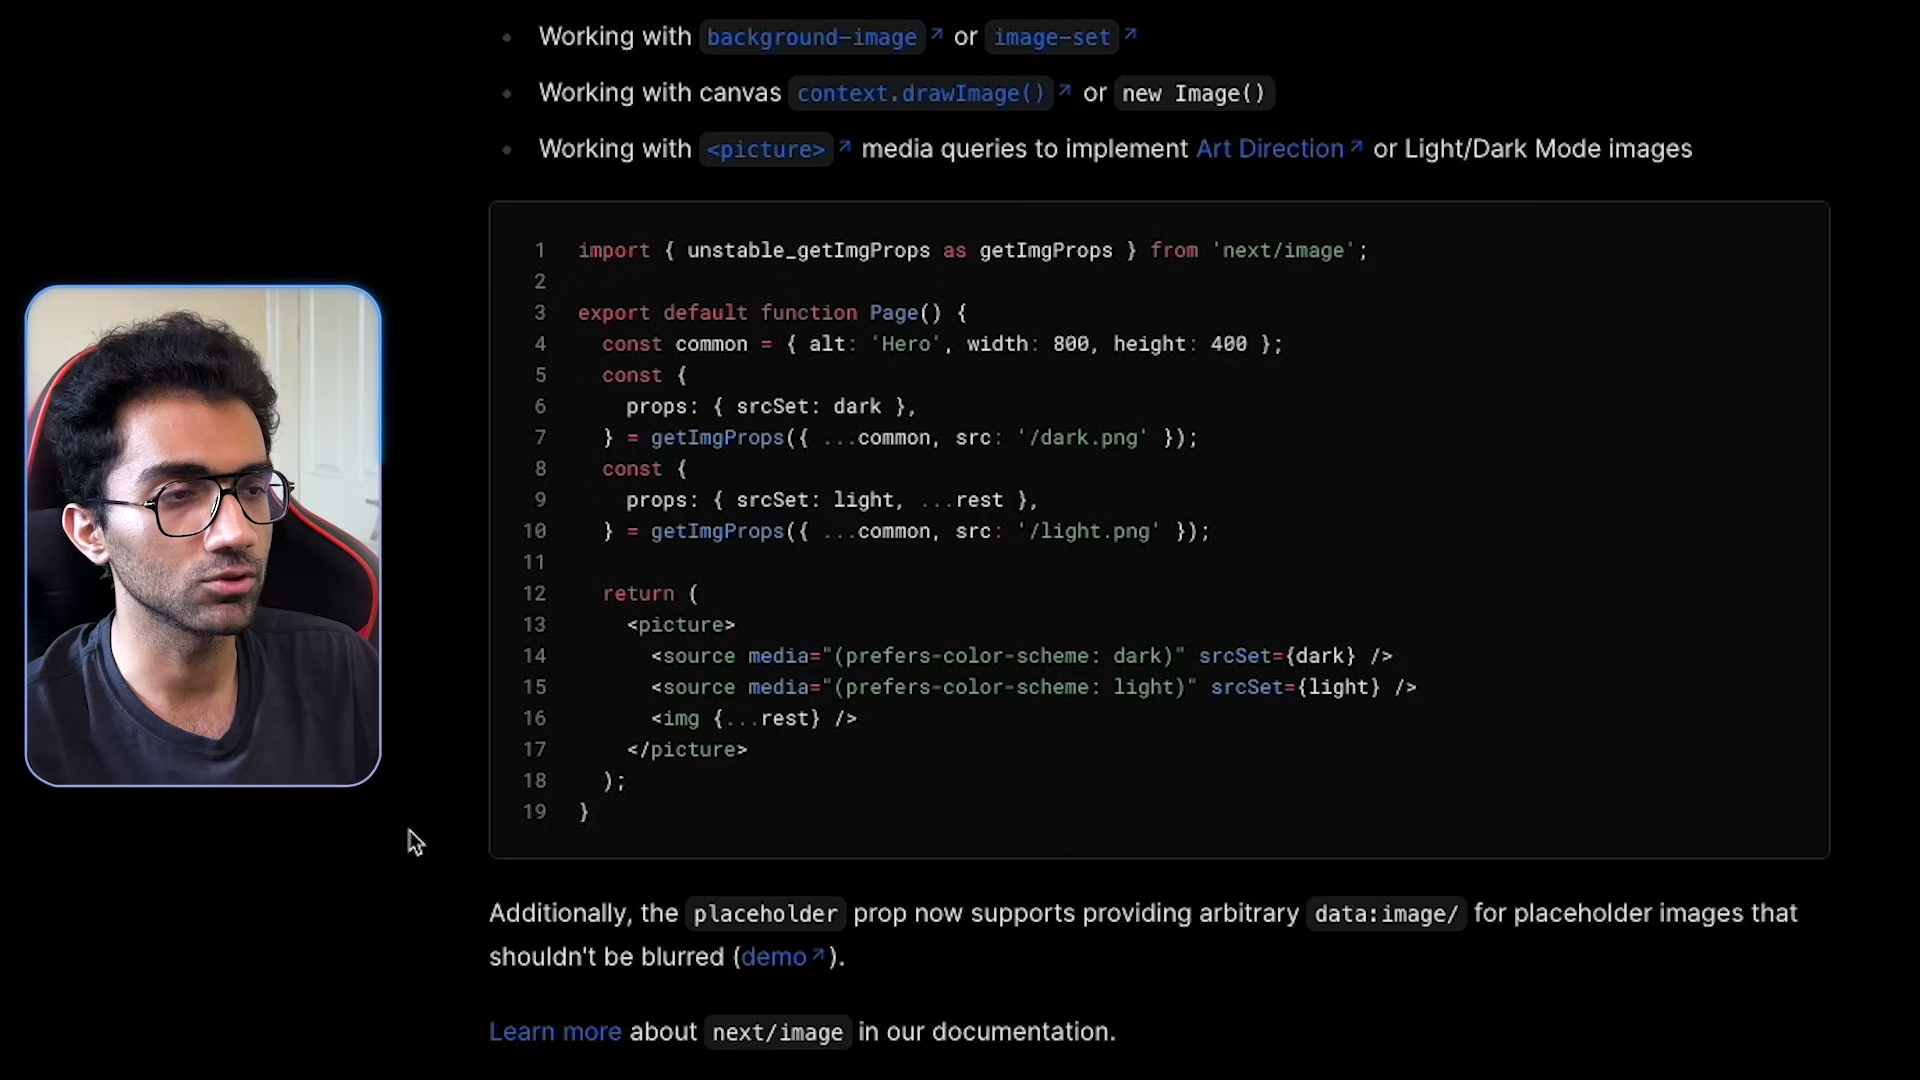 Working with background-image or image-set
Working with canvas context.drawImage() or new Image()
Working with <picture> media queries to implement Art Direction or Light/Dark Mode images
1 import { unstable_getImgProps as getImgProps } from 'next/image';
2
3 export default function Page() {
4   const common = { alt: 'Hero', width: 800, height: 400 };
5   const {
6     props: { srcSet: dark },
7   } = getImgProps({ ...common, src: '/dark.png' });
8   const {
9     props: { srcSet: light, ...rest },
10   } = getImgProps({ ...common, src: '/light.png' });
11
12   return (
13     <picture>
14       <source media="(prefers-color-scheme: dark)" srcSet={dark} />
15       <source media="(prefers-color-scheme: light)" srcSet={light} />
16       <img {...rest} />
17     </picture>
18   );
19 }
Additionally, the placeholder prop now supports providing arbitrary data:image/ for placeholder images that
shouldn't be blurred (demo).
Learn more about next/image in our documentation.